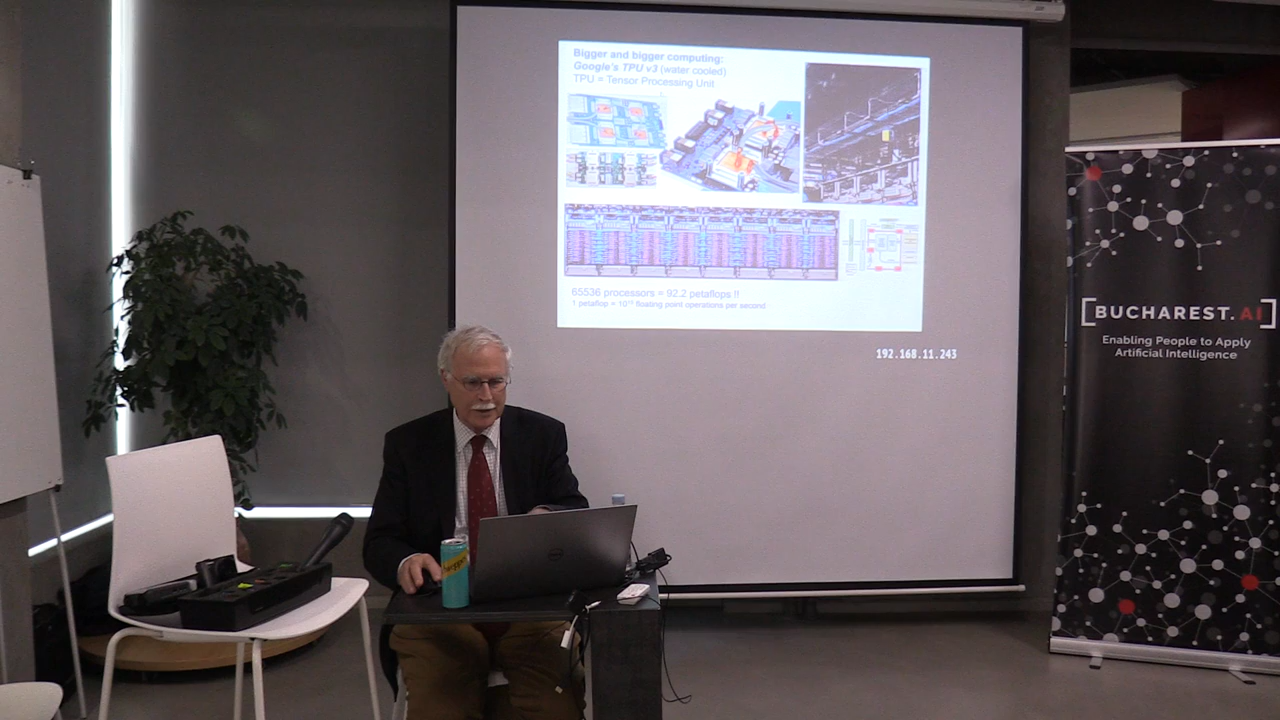 Bigger and bigger computing:
Google's TPU v3 (water cooled)
TPU = Tensor Processing Unit
65536 processors = 92.2 petaflops !!
1 petaflop = 10¹⁵ floating point operations per second
192.168.11.243
[BUCHAREST.AI]
Enabling People to Apply
Artificial Intelligence
Schweppes
DELL